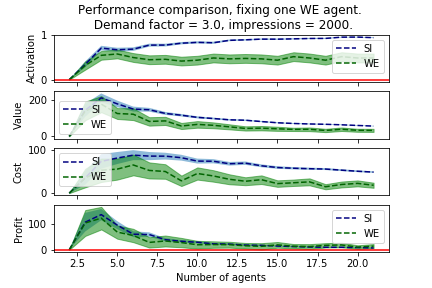 Performance comparison, fixing one WE agent.
Demand factor = 3.0, impressions = 2000.
Activation
1
0
SI
WE
Value
200
0
SI
WE
Cost
100
0
SI
WE
Profit
100
0
SI
WE
2.5 5.0 7.5 10.0 12.5 15.0 17.5 20.0
Number of agents